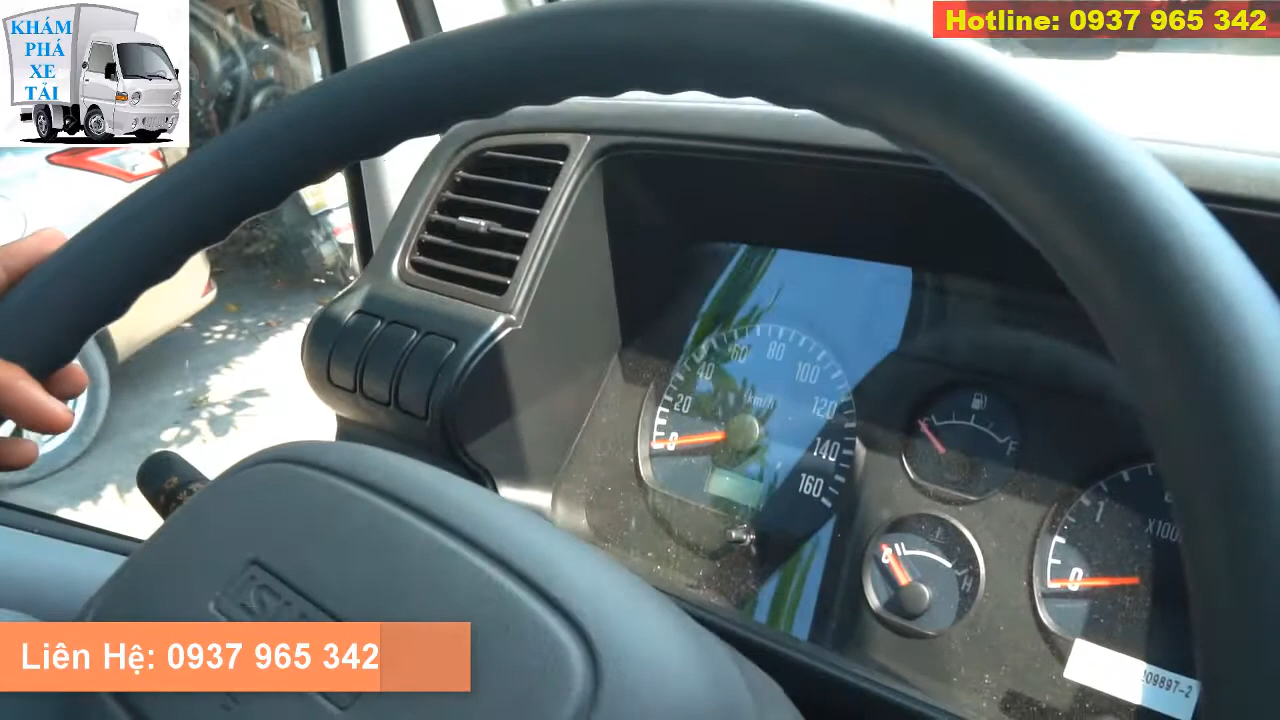 KHÁM
PHÁ
XE
TẢI
Hotline: 0937 965 342
20
40
60
80
100
120
140
160
km/h
0
F
H
0
1
X100
209897-2
Liên Hệ: 0937 965 342